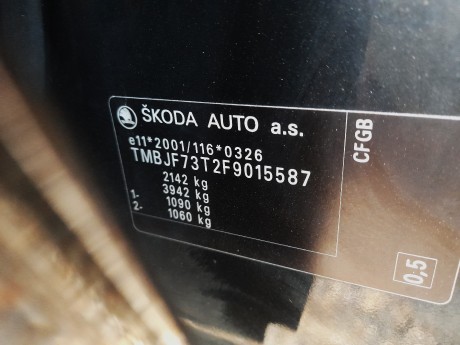 ŠKODA AUTO a.s.
e11*2001/116*0326
TMBJF73T2F9015587
2142 kg
1- 3942 kg
2- 1090 kg
1060 kg
CFGB
0,5